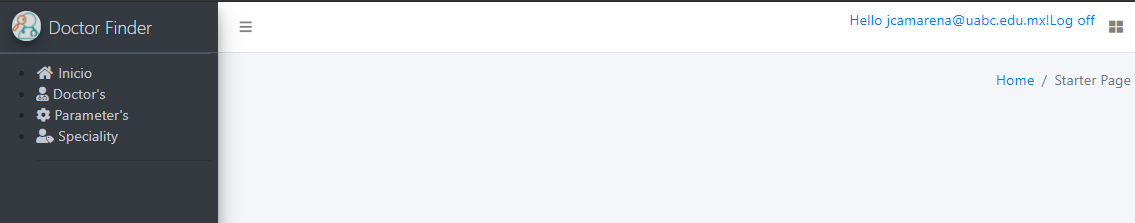 Doctor Finder
Hello jcamarena@uabc.edu.mx!Log off
Home / Starter Page
Inicio
Doctor's
Parameter's
Speciality